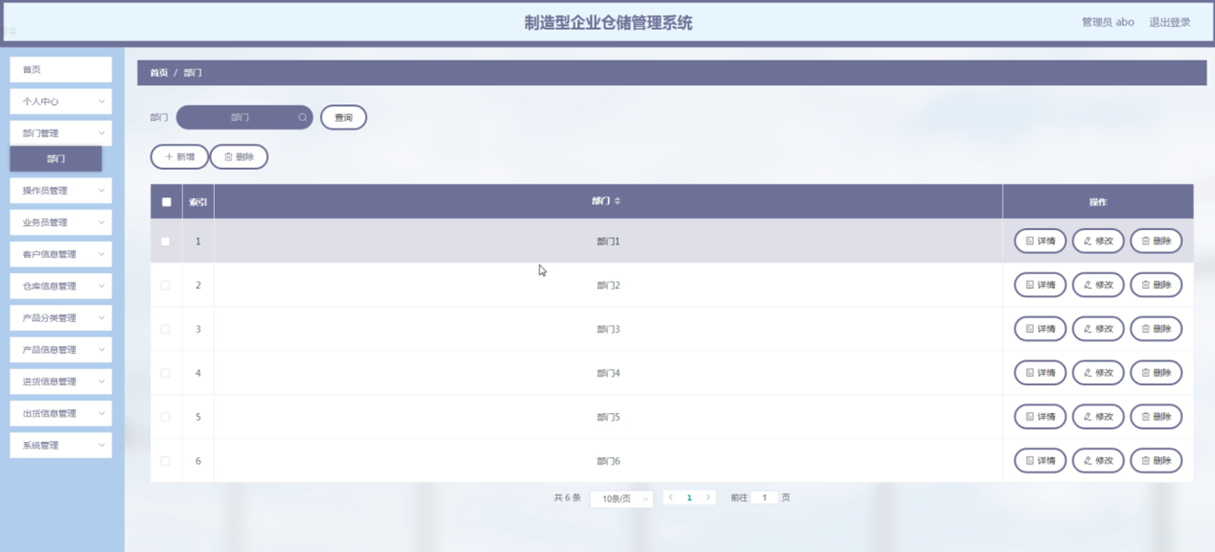 制造型企业仓储管理系统
管理员 abo 退出登录
首页
个人中心
部门管理
部门
操作员管理
业务员管理
客户信息管理
仓库信息管理
产品分类管理
产品信息管理
进货信息管理
出货信息管理
系统管理
首页 / 部门
部门 部门 查询
新增 删除
索引 部门 操作
1 部门1 详情 修改 删除
2 部门2 详情 修改 删除
3 部门3 详情 修改 删除
4 部门4 详情 修改 删除
5 部门5 详情 修改 删除
6 部门6 详情 修改 删除
共 6 条 10条/页 1 前往 1 页